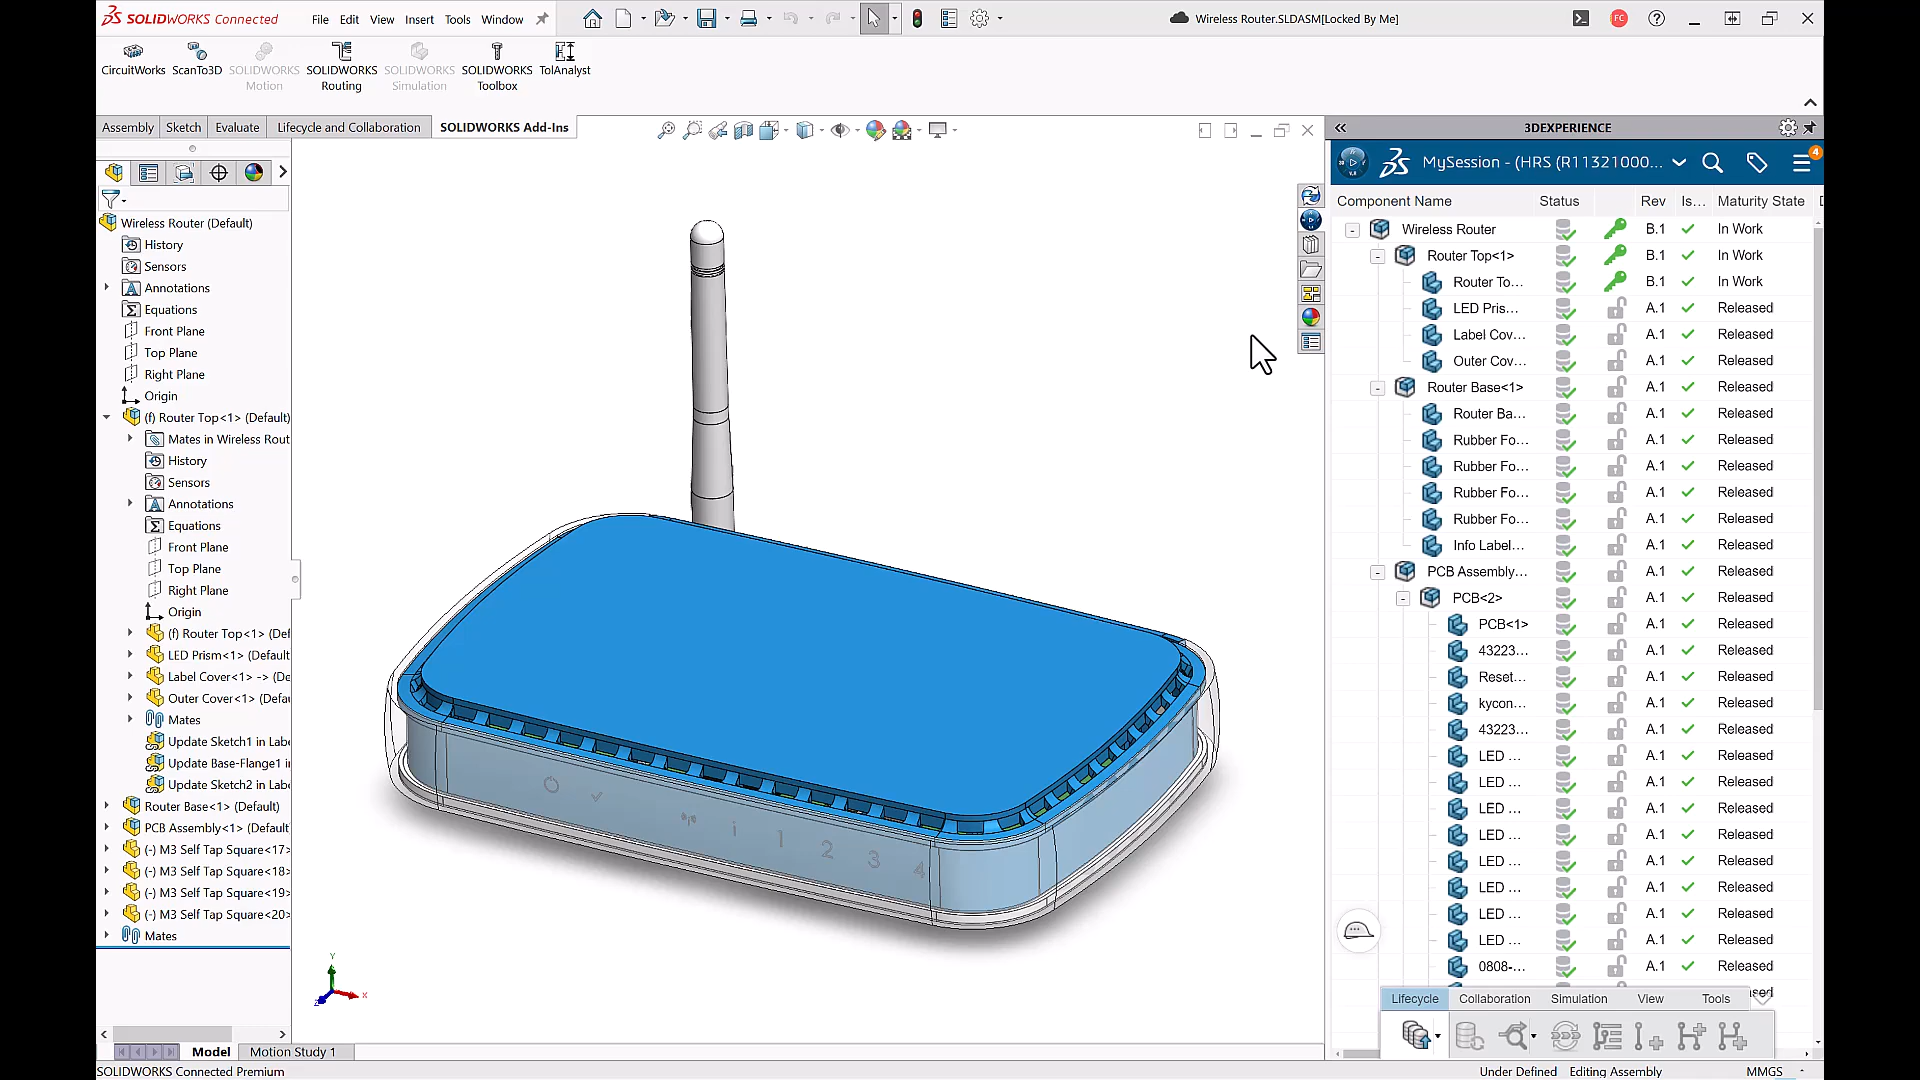 SOLIDWORKS Connected
File Edit View Insert Tools Window
Wireless Router.SLDASM[Locked By Me]
FC
CircuitWorks
ScanTo3D
SOLIDWORKS Motion
SOLIDWORKS Routing
SOLIDWORKS Simulation
SOLIDWORKS Toolbox
TolAnalyst
Assembly Sketch Evaluate Lifecycle and Collaboration SOLIDWORKS Add-Ins
Wireless Router (Default)
History
Sensors
Annotations
Equations
Front Plane
Top Plane
Right Plane
Origin
(f) Router Top<1> (Default)
Mates in Wireless Rout
History
Sensors
Annotations
Equations
Front Plane
Top Plane
Right Plane
Origin
(f) Router Top<1> (Def
LED Prism<1> (Default
Label Cover<1> -> (De
Outer Cover<1> (Defau
Mates
Update Sketch1 in Labe
Update Base-Flange1 i
Update Sketch2 in Labe
Router Base<1> (Default)
PCB Assembly<1> (Default
(-) M3 Self Tap Square<17>
(-) M3 Self Tap Square<18>
(-) M3 Self Tap Square<19>
(-) M3 Self Tap Square<20>
Mates
i 1 2 3 4
Y
X
Z
3DEXPERIENCE
MySession - (HRS (R11321000...
4
Component Name Status Rev Is... Maturity State
Wireless Router B.1 In Work
Router Top<1> B.1 In Work
Router To... B.1 In Work
LED Pris... A.1 Released
Label Cov... A.1 Released
Outer Cov... A.1 Released
Router Base<1> A.1 Released
Router Ba... A.1 Released
Rubber Fo... A.1 Released
Rubber Fo... A.1 Released
Rubber Fo... A.1 Released
Rubber Fo... A.1 Released
Info Label... A.1 Released
PCB Assembly... A.1 Released
PCB<2> A.1 Released
PCB<1> A.1 Released
43223... A.1 Released
Reset... A.1 Released
kycon... A.1 Released
43223... A.1 Released
LED ... A.1 Released
LED ... A.1 Released
LED ... A.1 Released
LED ... A.1 Released
LED ... A.1 Released
LED ... A.1 Released
LED ... A.1 Released
LED ... A.1 Released
0808-... A.1 Released
Lifecycle Collaboration Simulation View Tools
Model Motion Study 1
SOLIDWORKS Connected Premium
Under Defined Editing Assembly MMGS